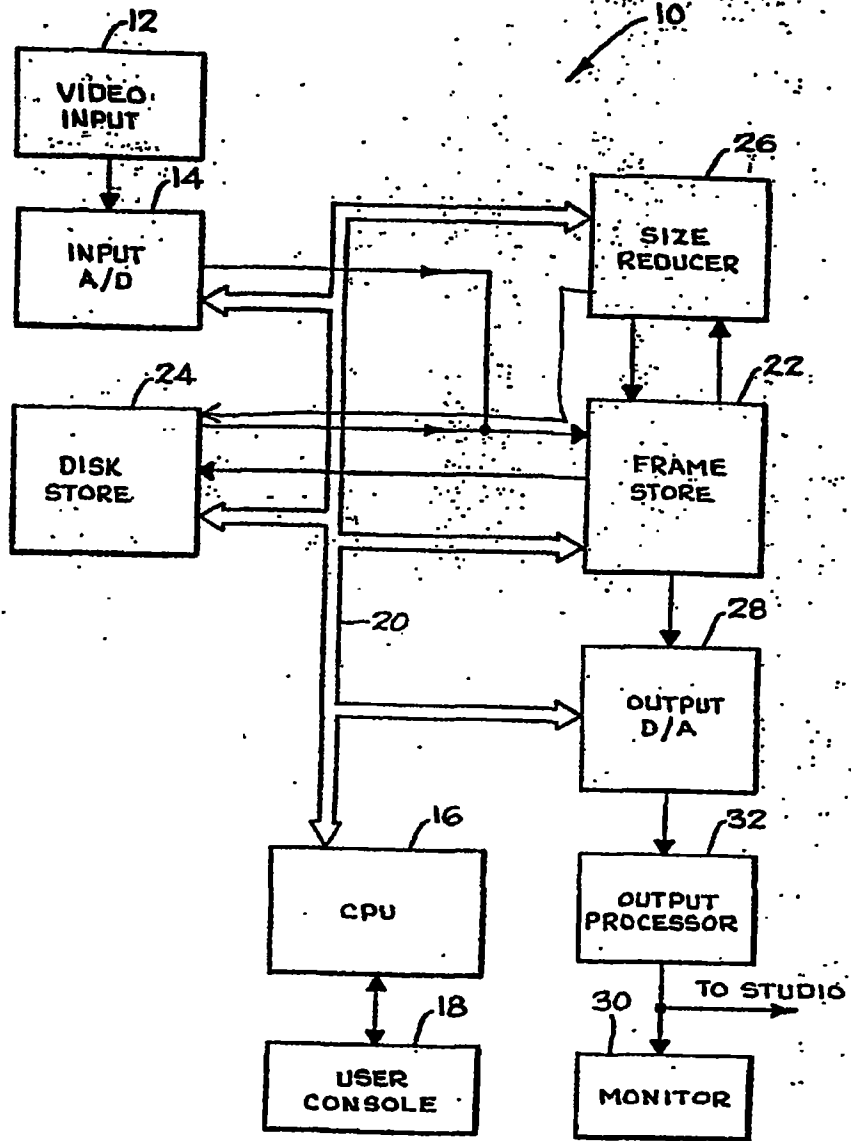 10
12
VIDEO
INPUT
14
INPUT
A/D
26
SIZE
REDUCER
24
DISK
STORE
22
FRAME
STORE
20
28
OUTPUT
D/A
16
CPU
32
OUTPUT
PROCESSOR
TO STUDIO
18
USER
CONSOLE
30
MONITOR